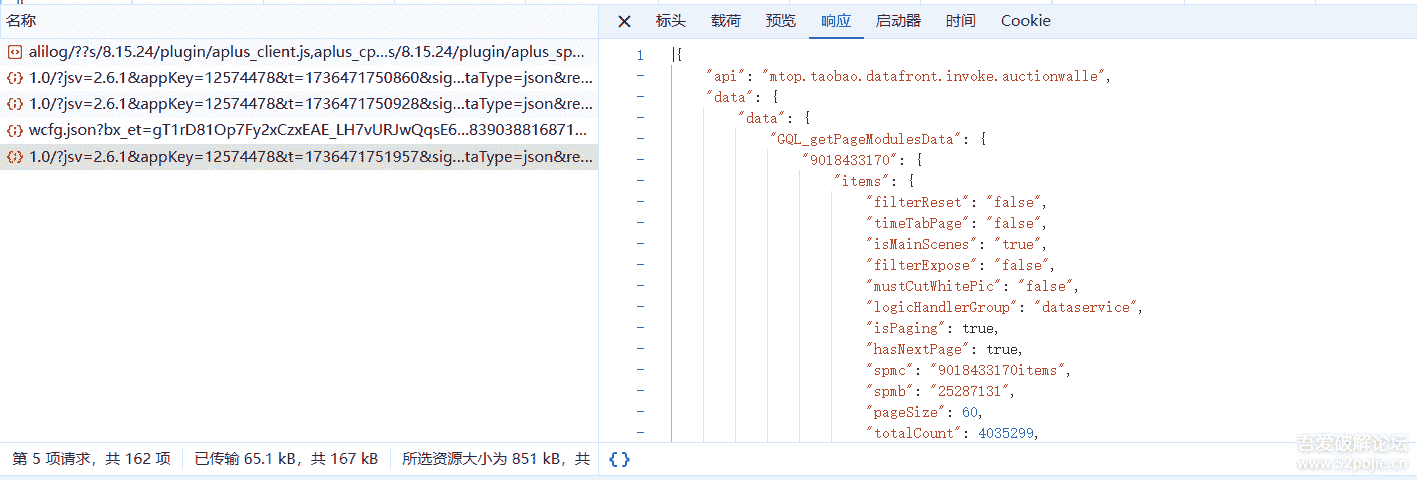 名称
alilog/??s/8.15.24/plugin/aplus_client.js,aplus_cp...s/8.15.24/plugin/aplus_sp...
1.0/?jsv=2.6.1&appKey=12574478&t=1736471750860&sig...taType=json&re...
1.0/?jsv=2.6.1&appKey=12574478&t=1736471750928&sig...taType=json&re...
wcfg.json?bx_et=gT1rD81Op7Fy2xCzxEAE_LH7vURJwQqsE6...839038816871...
1.0/?jsv=2.6.1&appKey=12574478&t=1736471751957&sig...taType=json&re...
第 5 项请求，共 162 项
已传输 65.1 kB，共 167 kB
所选资源大小为 851 kB，共
标头 载荷 预览 响应 启动器 时间 Cookie
1 {
- "api": "mtop.taobao.datafront.invoke.auctionwalle",
- "data": {
- "data": {
- "GQL_getPageModulesData": {
- "9018433170": {
- "items": {
- "filterReset": "false",
- "timeTabPage": "false",
- "isMainScenes": "true",
- "filterExpose": "false",
- "mustCutWhitePic": "false",
- "logicHandlerGroup": "dataservice",
- "isPaging": true,
- "hasNextPage": true,
- "spmc": "9018433170items",
- "spmb": "25287131",
- "pageSize": 60,
- "totalCount": 4035299,
{}
吾爱破解论坛
www.52pojie.cn